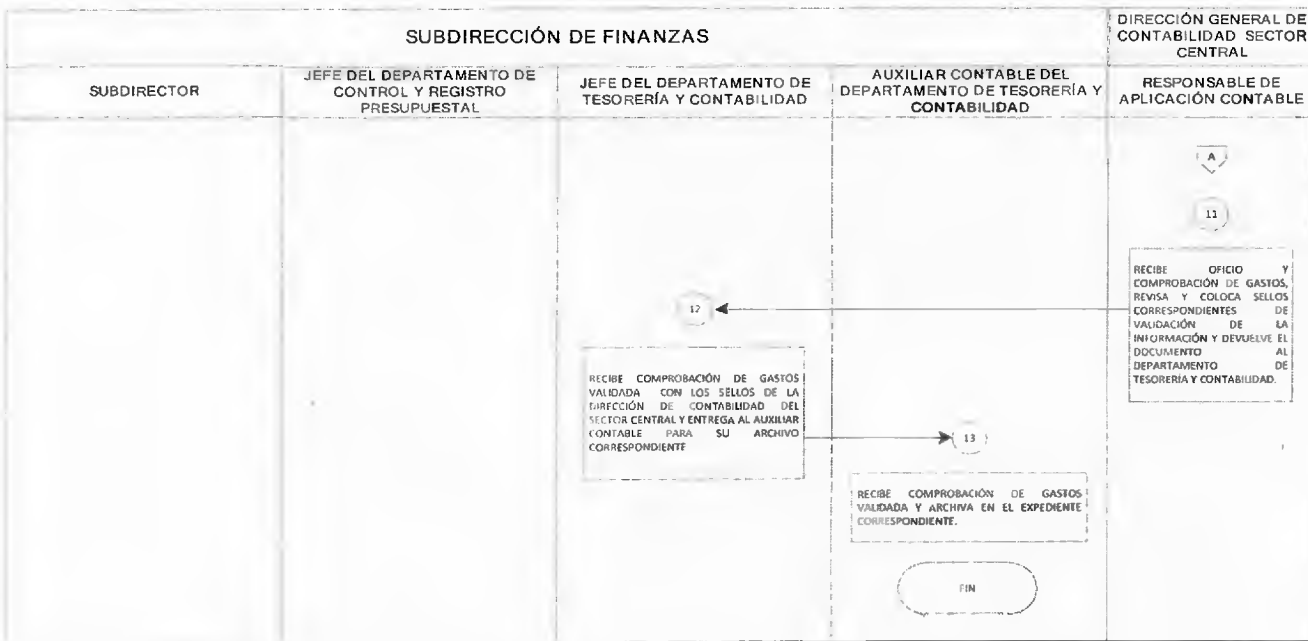 SUBDIRECCIÓN DE FINANZAS
DIRECCIÓN GENERAL DE
CONTABILIDAD SECTOR
CENTRAL
SUBDIRECTOR
JEFE DEL DEPARTAMENTO DE
CONTROL Y REGISTRO
PRESUPUESTAL
JEFE DEL DEPARTAMENTO DE
TESORERÍA Y CONTABILIDAD
AUXILIAR CONTABLE DEL
DEPARTAMENTO DE TESORERÍA Y
CONTABILIDAD
RESPONSABLE DE
APLICACIÓN CONTABLE
A
11
RECIBE OFICIO Y
COMPROBACIÓN DE GASTOS,
REVISA Y COLOCA SELLOS
CORRESPONDIENTES DE
VALIDACIÓN DE LA
INFORMACIÓN Y DEVUELVE EL
DOCUMENTO AL
DEPARTAMENTO DE
TESORERÍA Y CONTABILIDAD.
12
RECIBE COMPROBACIÓN DE GASTOS
VALIDADA CON LOS SELLOS DE LA
DIRECCIÓN DE CONTABILIDAD DEL
SECTOR CENTRAL Y ENTREGA AL AUXILIAR
CONTABLE PARA SU ARCHIVO
CORRESPONDIENTE
13
RECIBE COMPROBACIÓN DE GASTOS
VALIDADA Y ARCHIVA EN EL EXPEDIENTE
CORRESPONDIENTE.
FIN